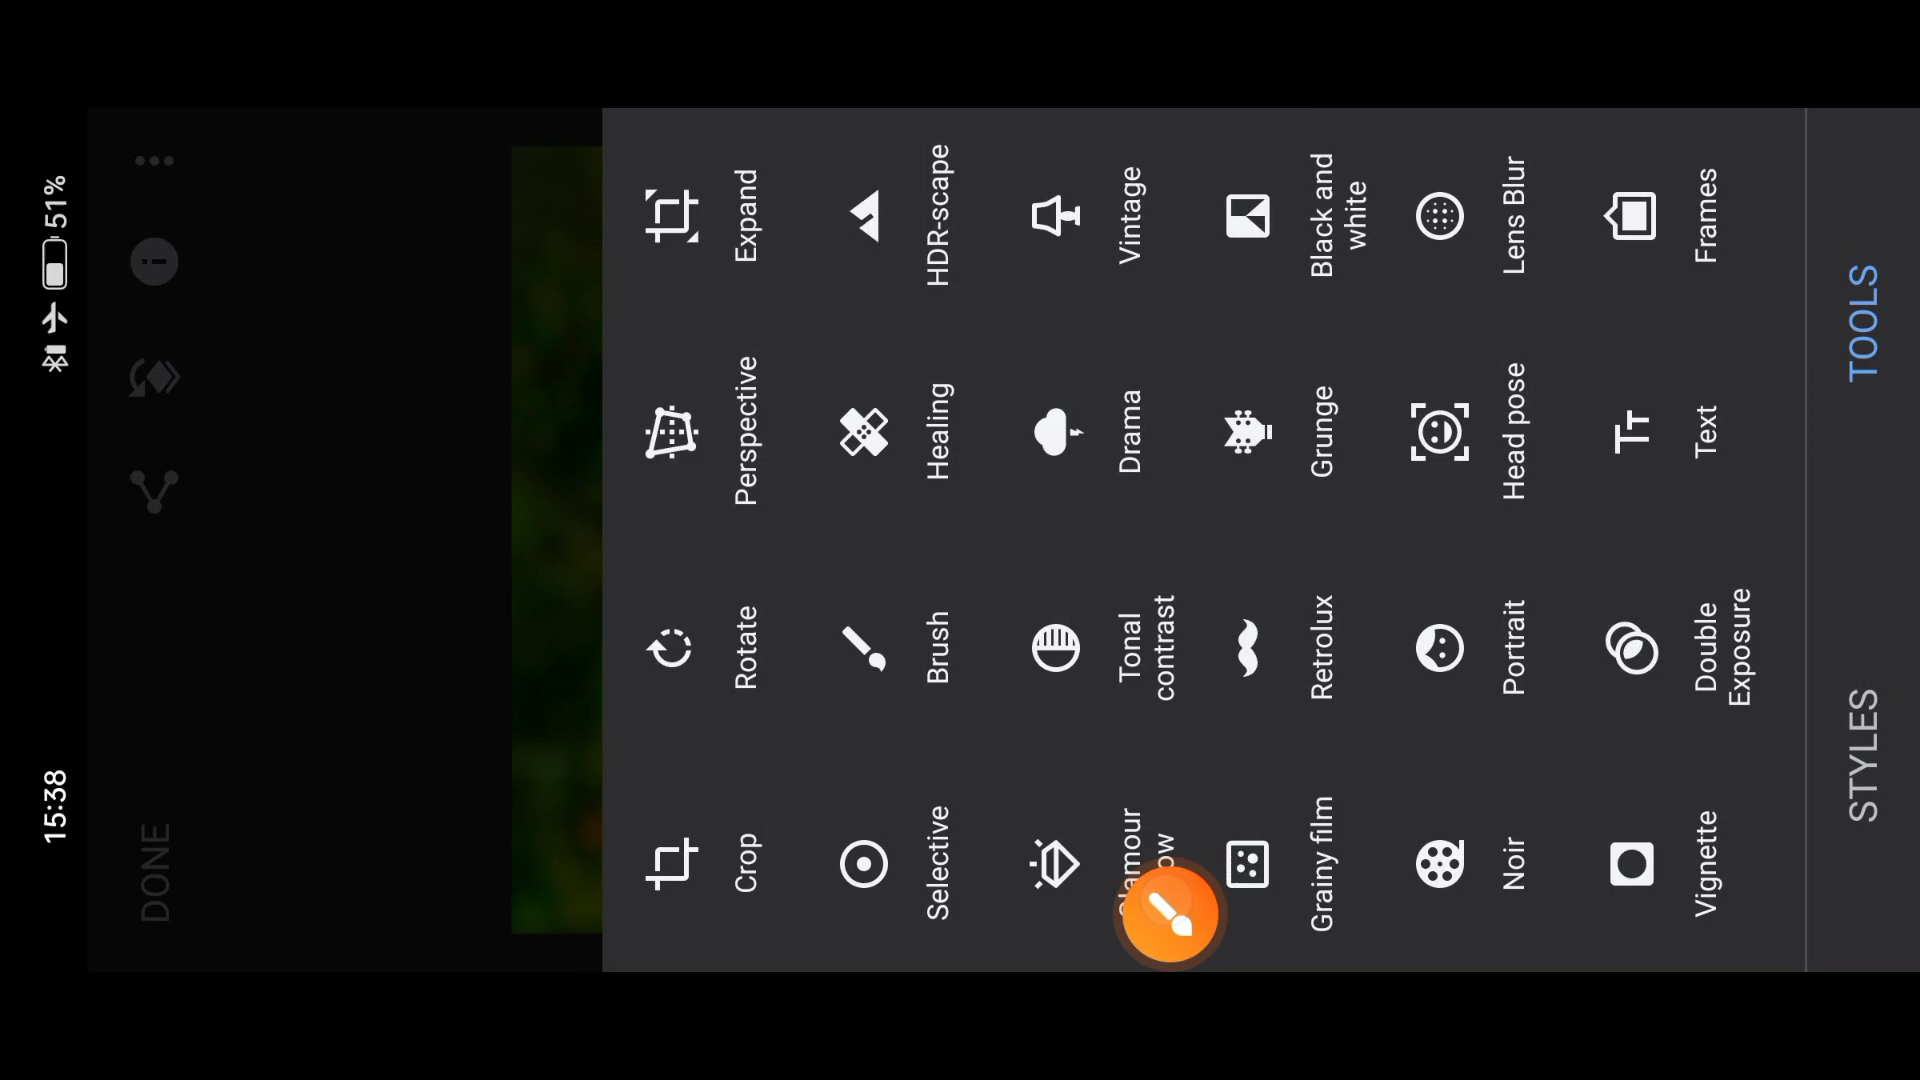 15:38
51%
DONE
Crop
Rotate
Perspective
Expand
Selective
Brush
Healing
HDR-scape
Tonal
contrast
Drama
Vintage
Grainy film
Retrolux
Grunge
Black and
white
Noir
Portrait
Head pose
Lens Blur
Vignette
Double
Exposure
Text
Frames
STYLES
TOOLS